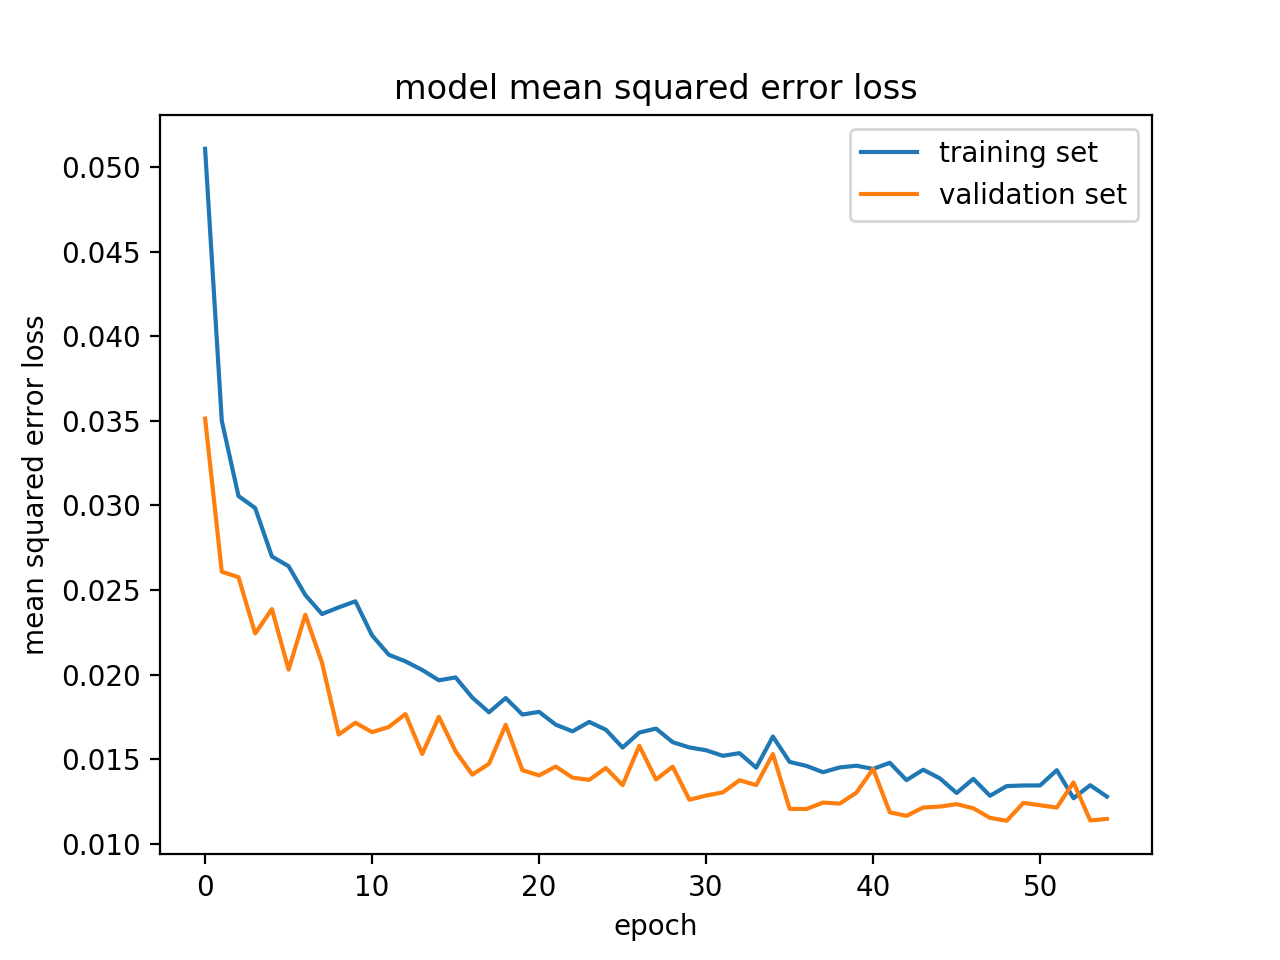 model mean squared error loss
training set
validation set
mean squared error loss
0.050
0.045
0.040
0.035
0.030
0.025
0.020
0.015
0.010
0 10 20 30 40 50
epoch